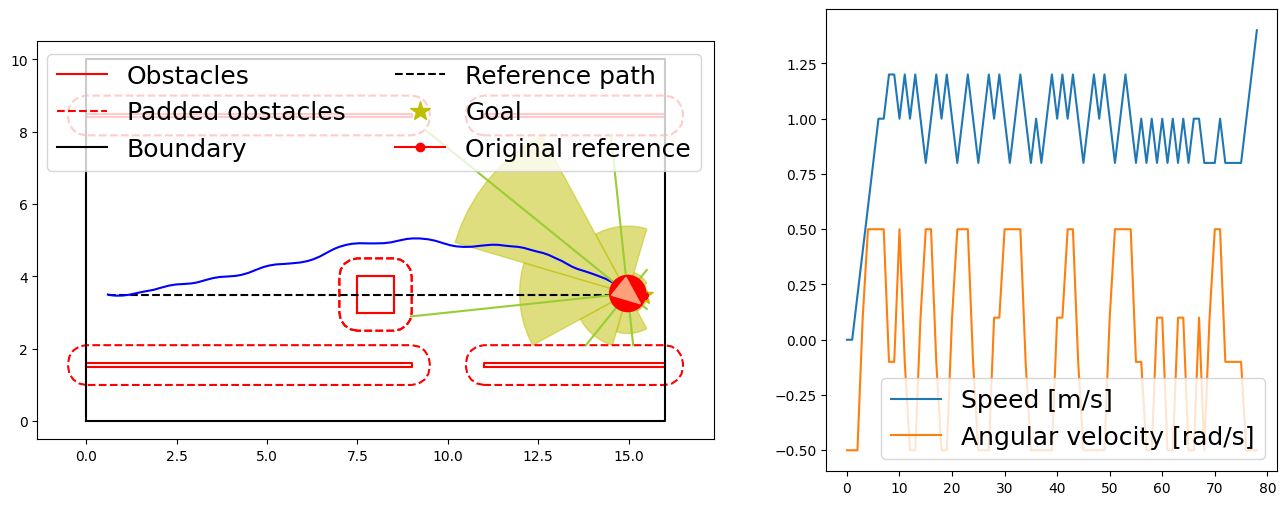 Obstacles
Padded obstacles
Boundary
Reference path
Goal
Original reference
10
8
6
4
2
0
0.0 2.5 5.0 7.5 10.0 12.5 15.0
1.25
1.00
0.75
0.50
0.25
0.00
−0.25
−0.50
Speed [m/s]
Angular velocity [rad/s]
0 10 20 30 40 50 60 70 80